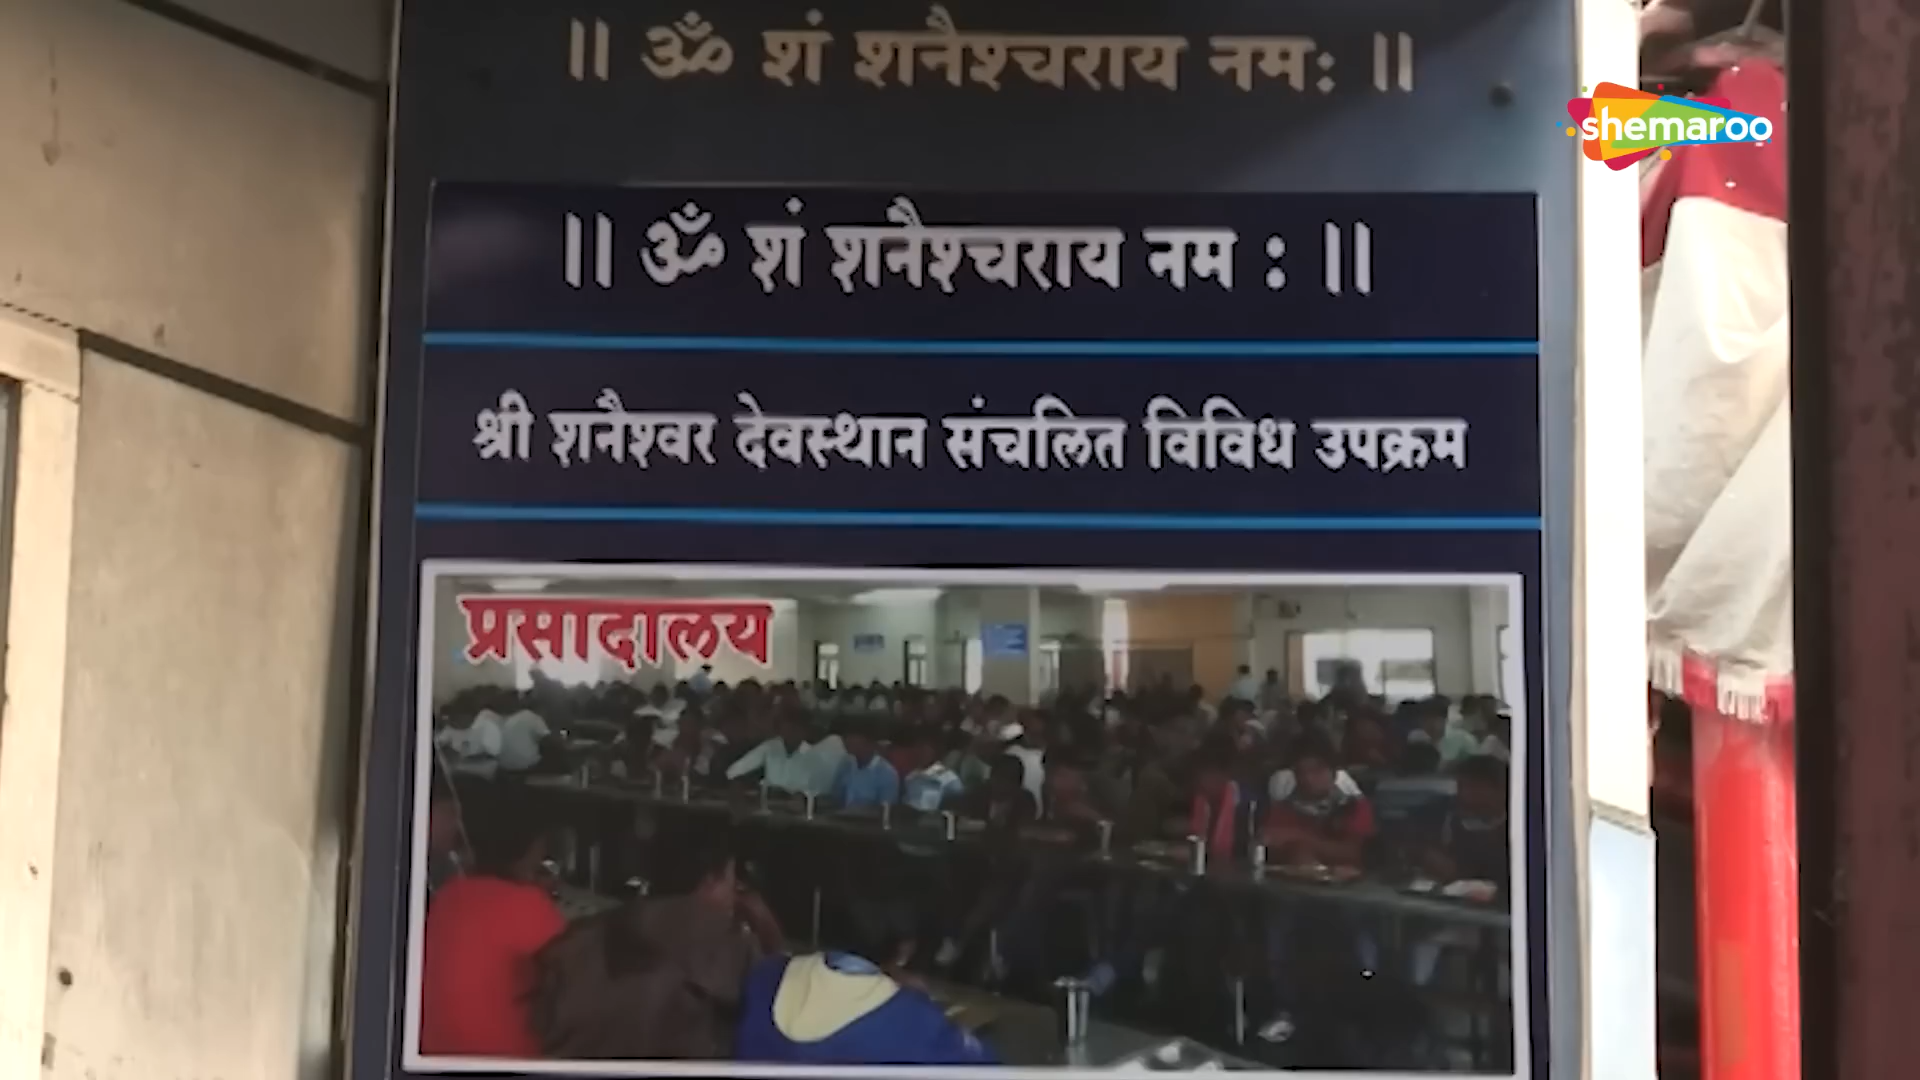 || ॐ शं शनैश्चराय नमः ||
shemaroo
|| ॐ शं शनैश्चराय नम : ||
श्री शनैश्वर देवस्थान संचलित विविध उपक्रम
प्रसादालय